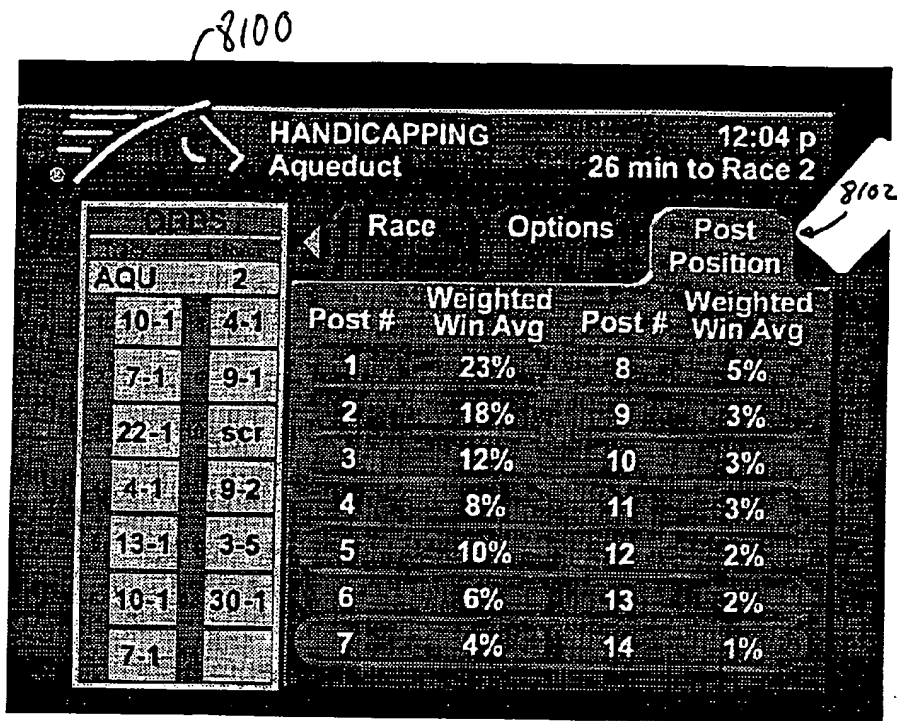 8100
HANDICAPPING 12:04 p
Aqueduct 26 min to Race 2
®
8102
ODDS
Race Options Post Position
AQU 2
10-1 4-1
7-1 9-1
22-1 scr
4-1 9-2
13-1 3-5
10-1 30-1
7-1
Post # Weighted Win Avg Post # Weighted Win Avg
1 23% 8 5%
2 18% 9 3%
3 12% 10 3%
4 8% 11 3%
5 10% 12 2%
6 6% 13 2%
7 4% 14 1%